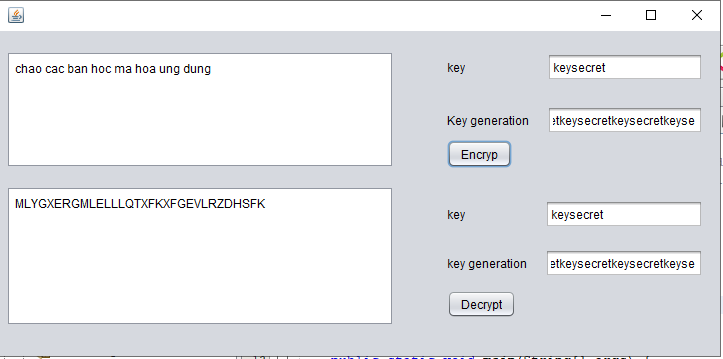 chao cac ban hoc ma hoa ung dung
key
keysecret
Key generation
etkeysecretkeysecretkeyse
Encryp
MLYGXERGMLELLLQTXFKXFGEVLRZDHSFK
key
keysecret
key generation
etkeysecretkeysecretkeyse
Decrypt